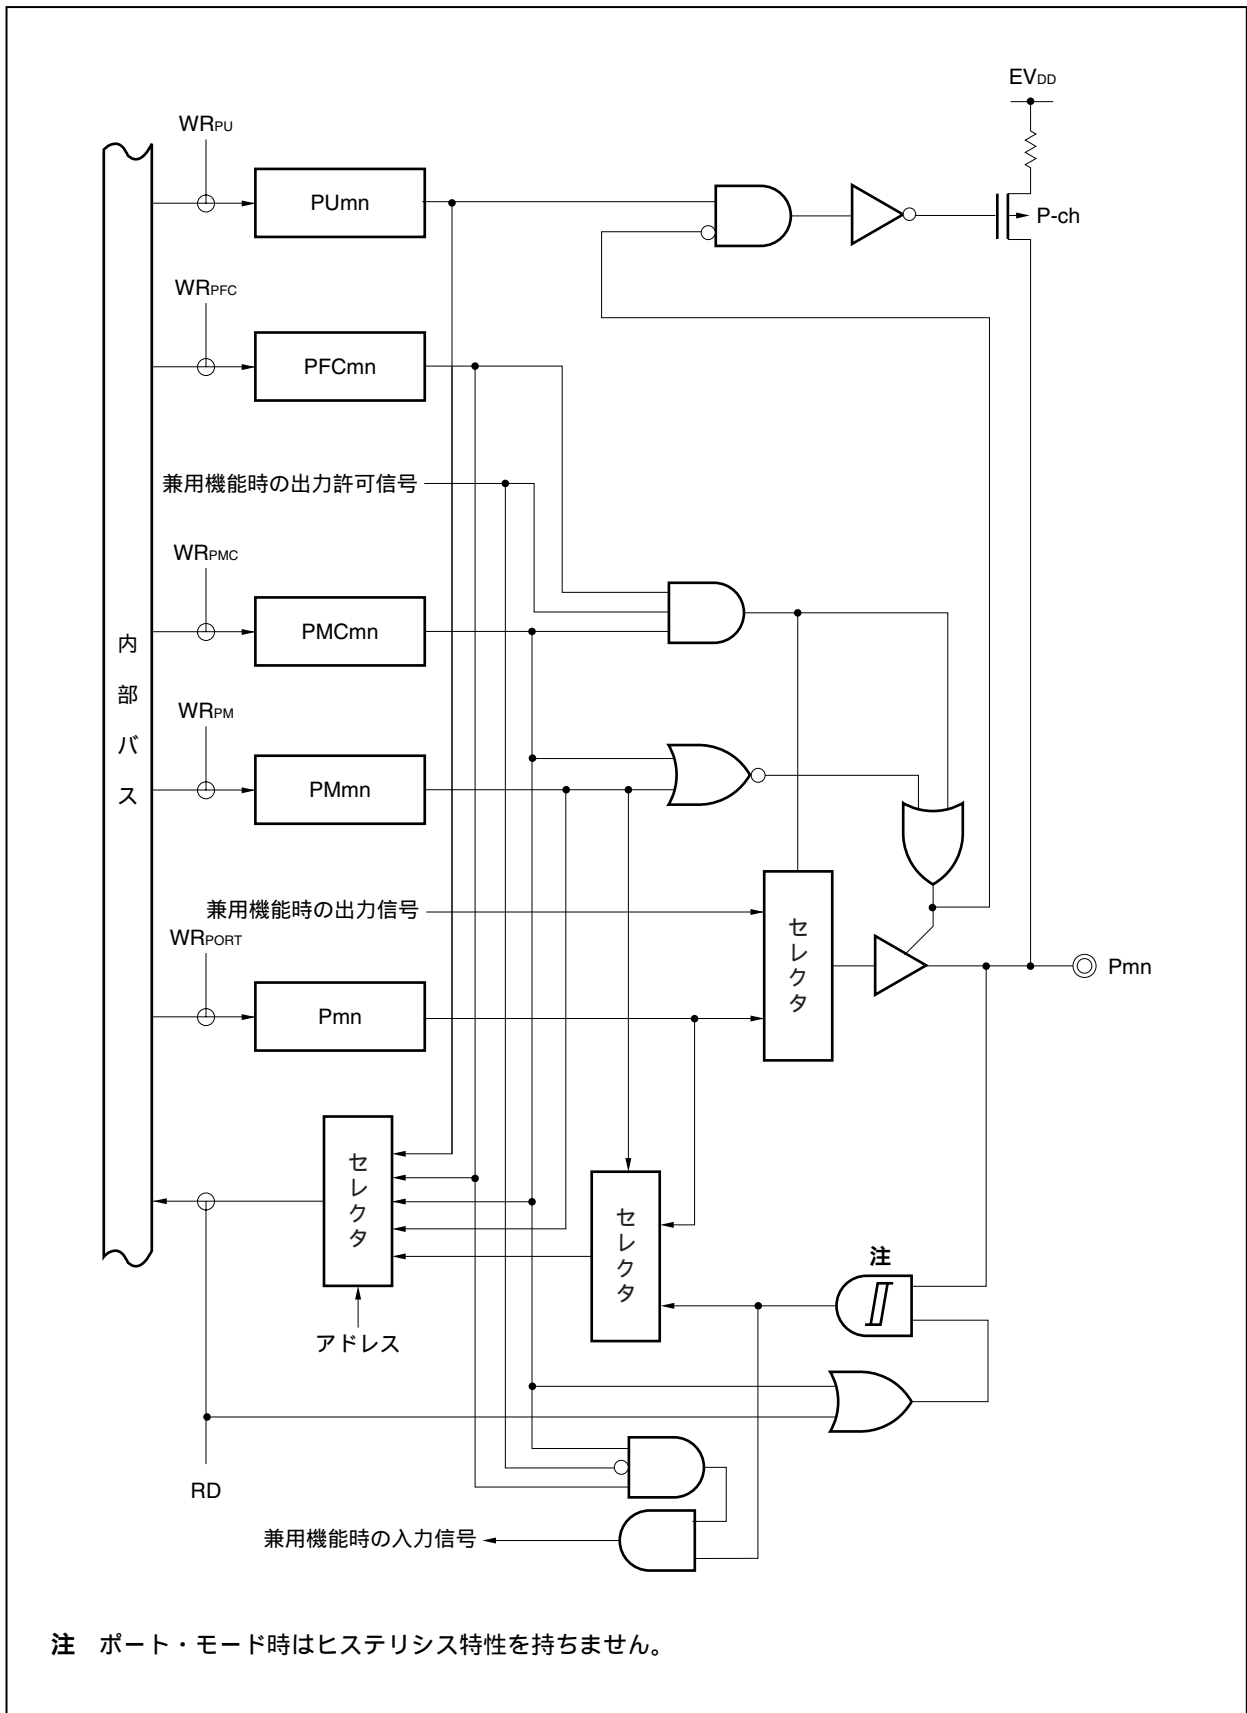 EVDD
WRPU
PUmn
P-ch
WRPFC
PFCmn
兼用機能時の出力許可信号
WRPMC
PMCmn
内部バス
WRPM
PMmn
兼用機能時の出力信号
セレクタ
WRPORT
Pmn
Pmn
セレクタ
セレクタ
注
アドレス
RD
兼用機能時の入力信号
注 ポート・モード時はヒステリシス特性を持ちません。